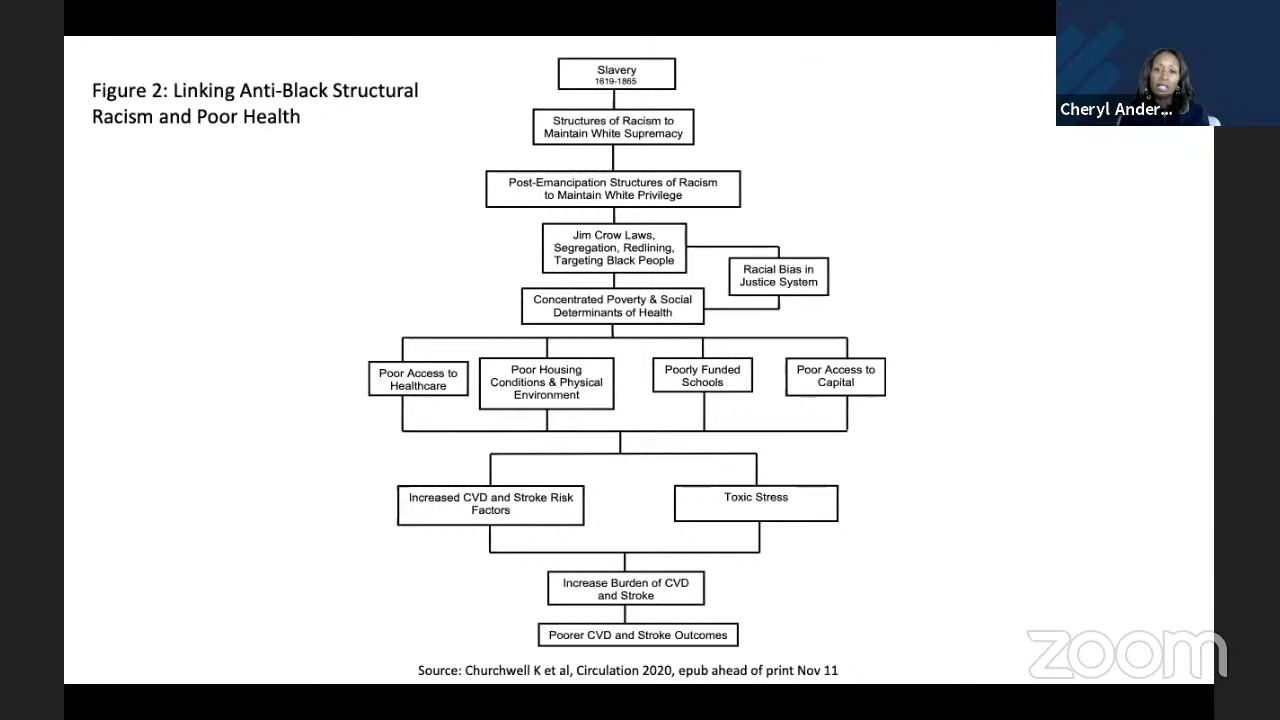 Cheryl Ander...
Figure 2: Linking Anti-Black Structural
Racism and Poor Health
Slavery
1619-1865
Structures of Racism to
Maintain White Supremacy
Post-Emancipation Structures of Racism
to Maintain White Privilege
Jim Crow Laws,
Segregation, Redlining,
Targeting Black People
Racial Bias in
Justice System
Concentrated Poverty & Social
Determinants of Health
Poor Access to
Healthcare
Poor Housing
Conditions & Physical
Environment
Poorly Funded
Schools
Poor Access to
Capital
Increased CVD and Stroke Risk
Factors
Toxic Stress
Increase Burden of CVD
and Stroke
Poorer CVD and Stroke Outcomes
Source: Churchwell K et al, Circulation 2020, epub ahead of print Nov 11
zoom